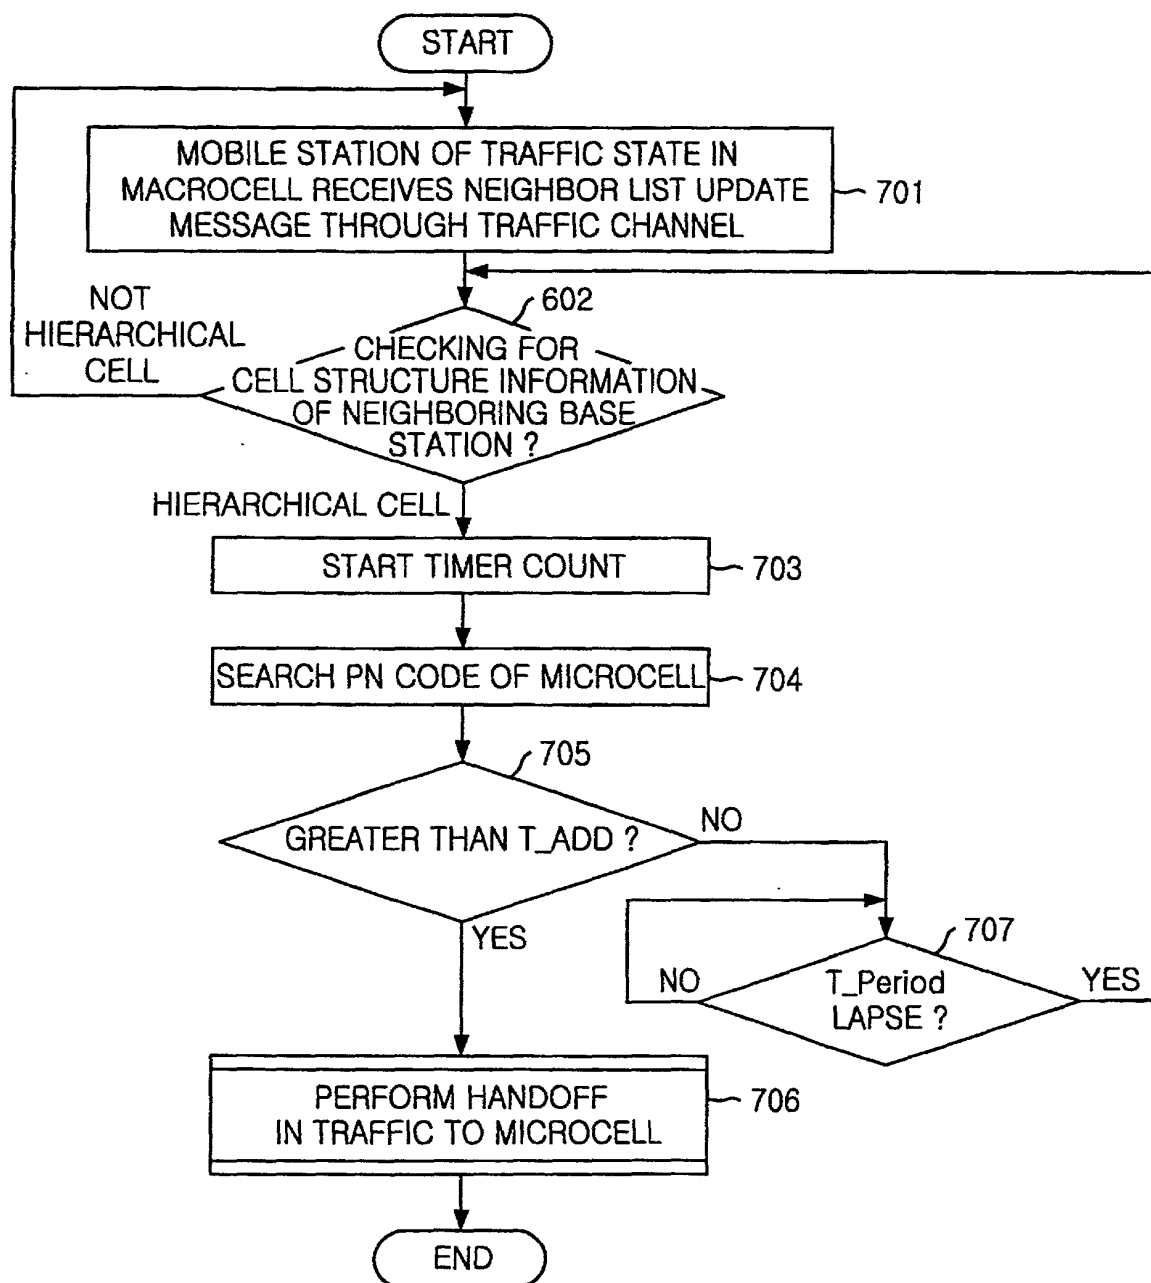 START
MOBILE STATION OF TRAFFIC STATE IN
MACROCELL RECEIVES NEIGHBOR LIST UPDATE
MESSAGE THROUGH TRAFFIC CHANNEL
701
NOT
HIERARCHICAL
CELL
602
CHECKING FOR
CELL STRUCTURE INFORMATION
OF NEIGHBORING BASE
STATION ?
HIERARCHICAL CELL
START TIMER COUNT
703
SEARCH PN CODE OF MICROCELL
704
705
GREATER THAN T_ADD ?
NO
YES
707
NO
T_Period
LAPSE ?
YES
PERFORM HANDOFF
IN TRAFFIC TO MICROCELL
706
END